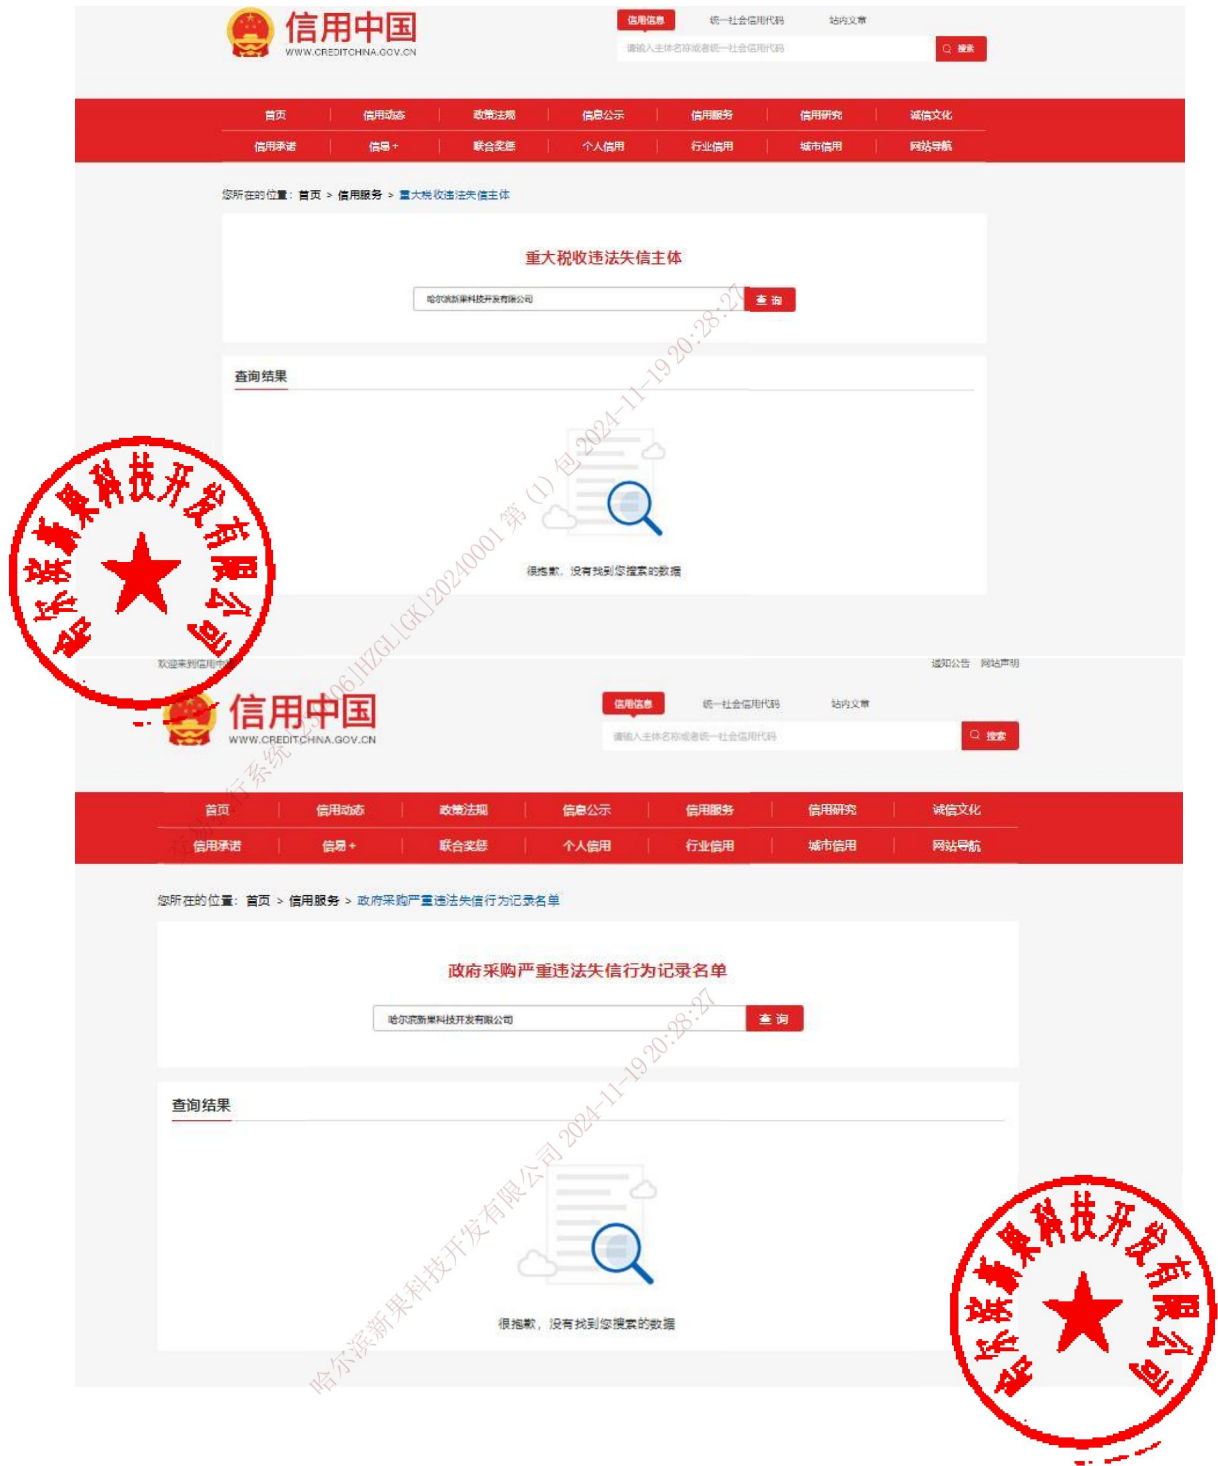 信用中国
WWW.CREDITCHINA.GOV.CN
信用信息 统一社会信用代码 站内文章
请输入主体名称或者统一社会信用代码 搜索
首页 信用动态 政策法规 信息公示 信用服务 信用研究 诚信文化
信用承诺 信易+ 联合奖惩 个人信用 行业信用 城市信用 网站导航
您所在的位置：首页 > 信用服务 > 重大税收违法失信主体
重大税收违法失信主体
哈尔滨新果科技开发有限公司 查询
查询结果
很抱歉，没有找到您搜索的数据
哈尔滨新果科技开发有限公司
欢迎来到信用中 通知公告 网站声明
信用中国
WWW.CREDITCHINA.GOV.CN
信用信息 统一社会信用代码 站内文章
请输入主体名称或者统一社会信用代码 搜索
首页 信用动态 政策法规 信息公示 信用服务 信用研究 诚信文化
信用承诺 信易+ 联合奖惩 个人信用 行业信用 城市信用 网站导航
您所在的位置：首页 > 信用服务 > 政府采购严重违法失信行为记录名单
政府采购严重违法失信行为记录名单
哈尔滨新果科技开发有限公司 查询
查询结果
很抱歉，没有找到您搜索的数据
哈尔滨新果科技开发有限公司
行系统 106]HZGL[GK]20240001 第 (1) 包 2024-11-19 20:28:27
哈尔滨新果科技开发有限公司 2024-11-19 20:28:27